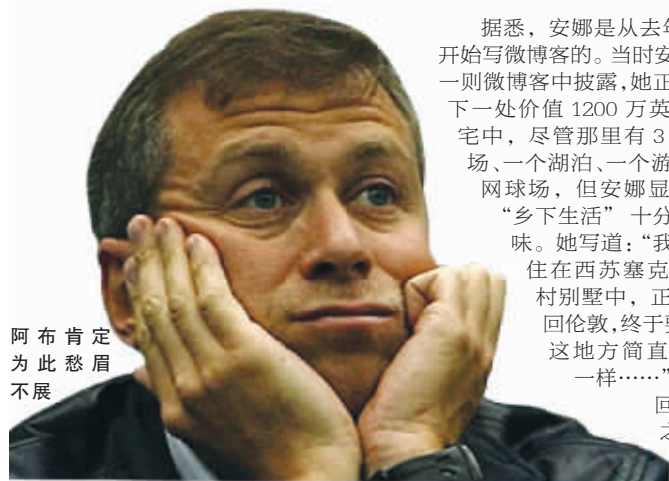 据悉，安娜是从去年
开始写微博客的。当时安
一则微博客中披露，她正
下一处价值 1200 万英
宅中，尽管那里有 3
场、一个湖泊、一个游
网球场，但安娜显
“乡下生活” 十分
味。她写道：“我
住在西苏塞克
村别墅中，正
回伦敦，终于
这地方简直
一样……”
回
阿布肯定
为此愁眉
不展